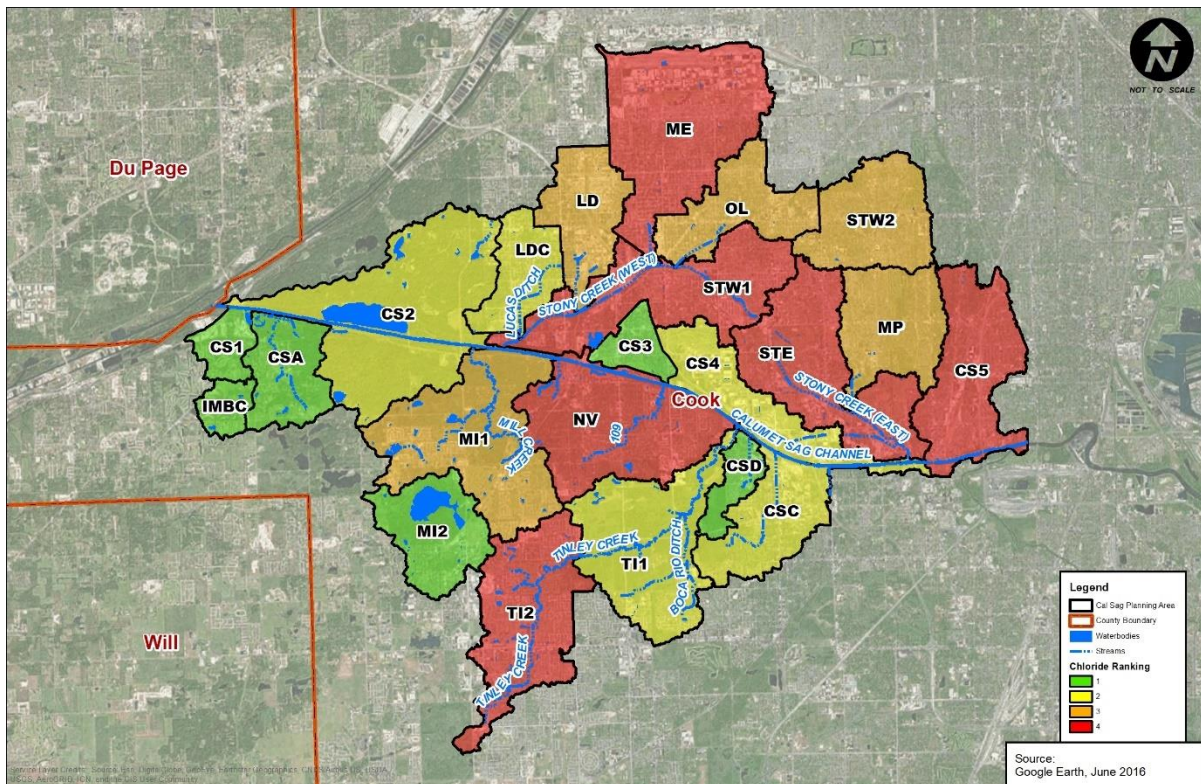 N
NOT TO SCALE
Du Page
ME
LD
OL
STW2
LDC
LUCAS DITCH
STONY CREEK (WEST)
STW1
CS2
MP
CS1
CSA
CS3
CS4
STE
CS5
IMBC
NV
Cook
STONY CREEK (EAST)
MI1
MILL CREEK
109
CALUMET SAG CHANNEL
CSD
CSC
MI2
TINLEY CREEK
TI1
BOCA RIO DITCH
TI2
Will
TINLEY CREEK
Legend
Cal Sag Planning Area
County Boundary
Waterbodies
Streams
Chloride Ranking
1
2
3
4
Source:
Google Earth, June 2016